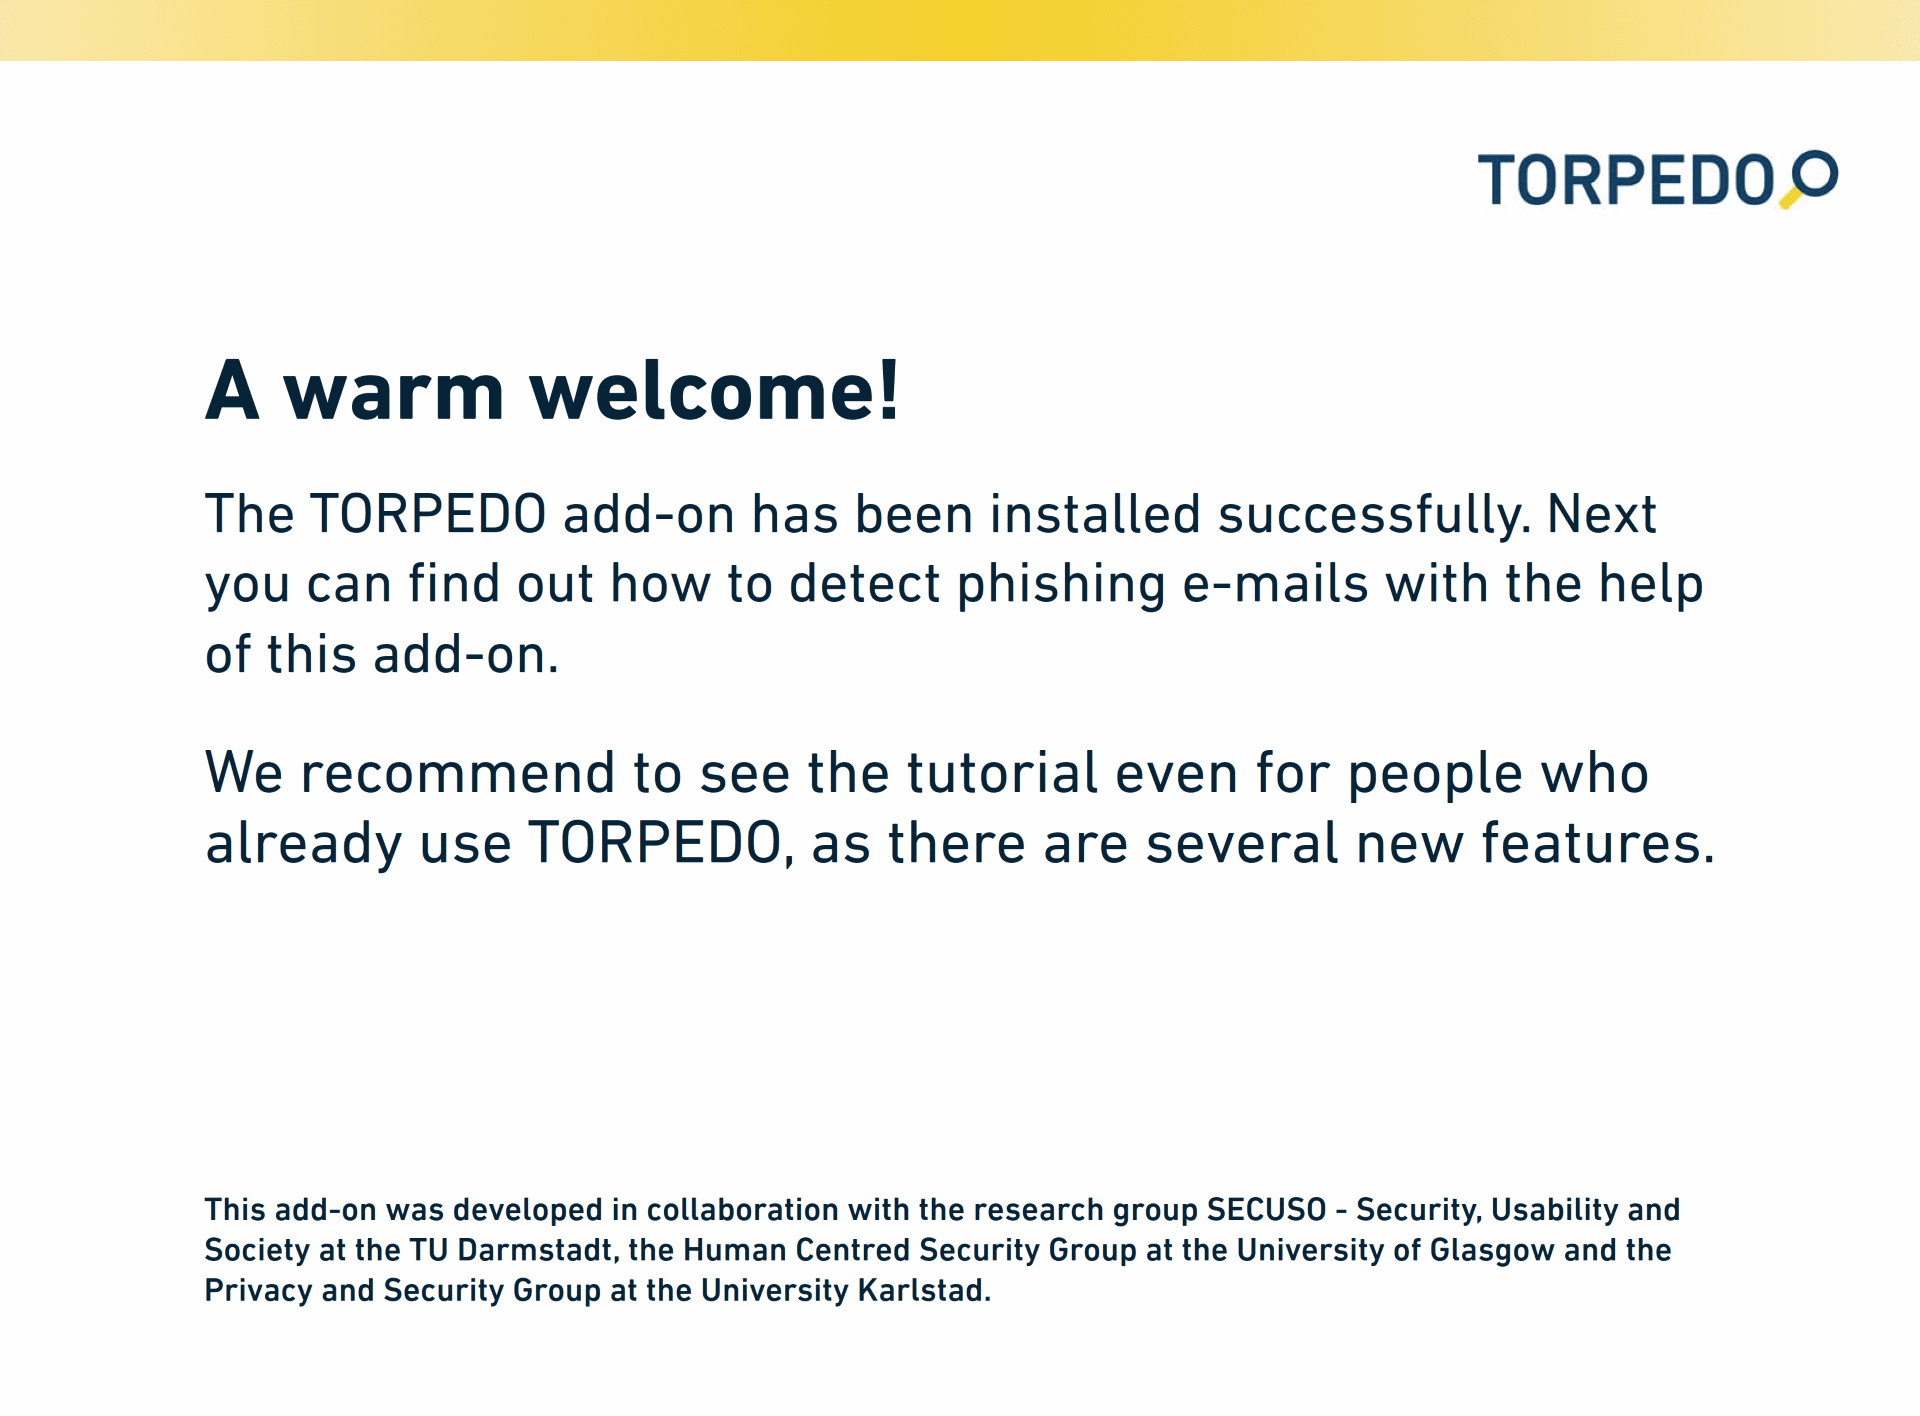 TORPEDO
A warm welcome!
The TORPEDO add-on has been installed successfully. Next
you can find out how to detect phishing e-mails with the help
of this add-on.
We recommend to see the tutorial even for people who
already use TORPEDO, as there are several new features.
This add-on was developed in collaboration with the research group SECUSO - Security, Usability and
Society at the TU Darmstadt, the Human Centred Security Group at the University of Glasgow and the
Privacy and Security Group at the University Karlstad.